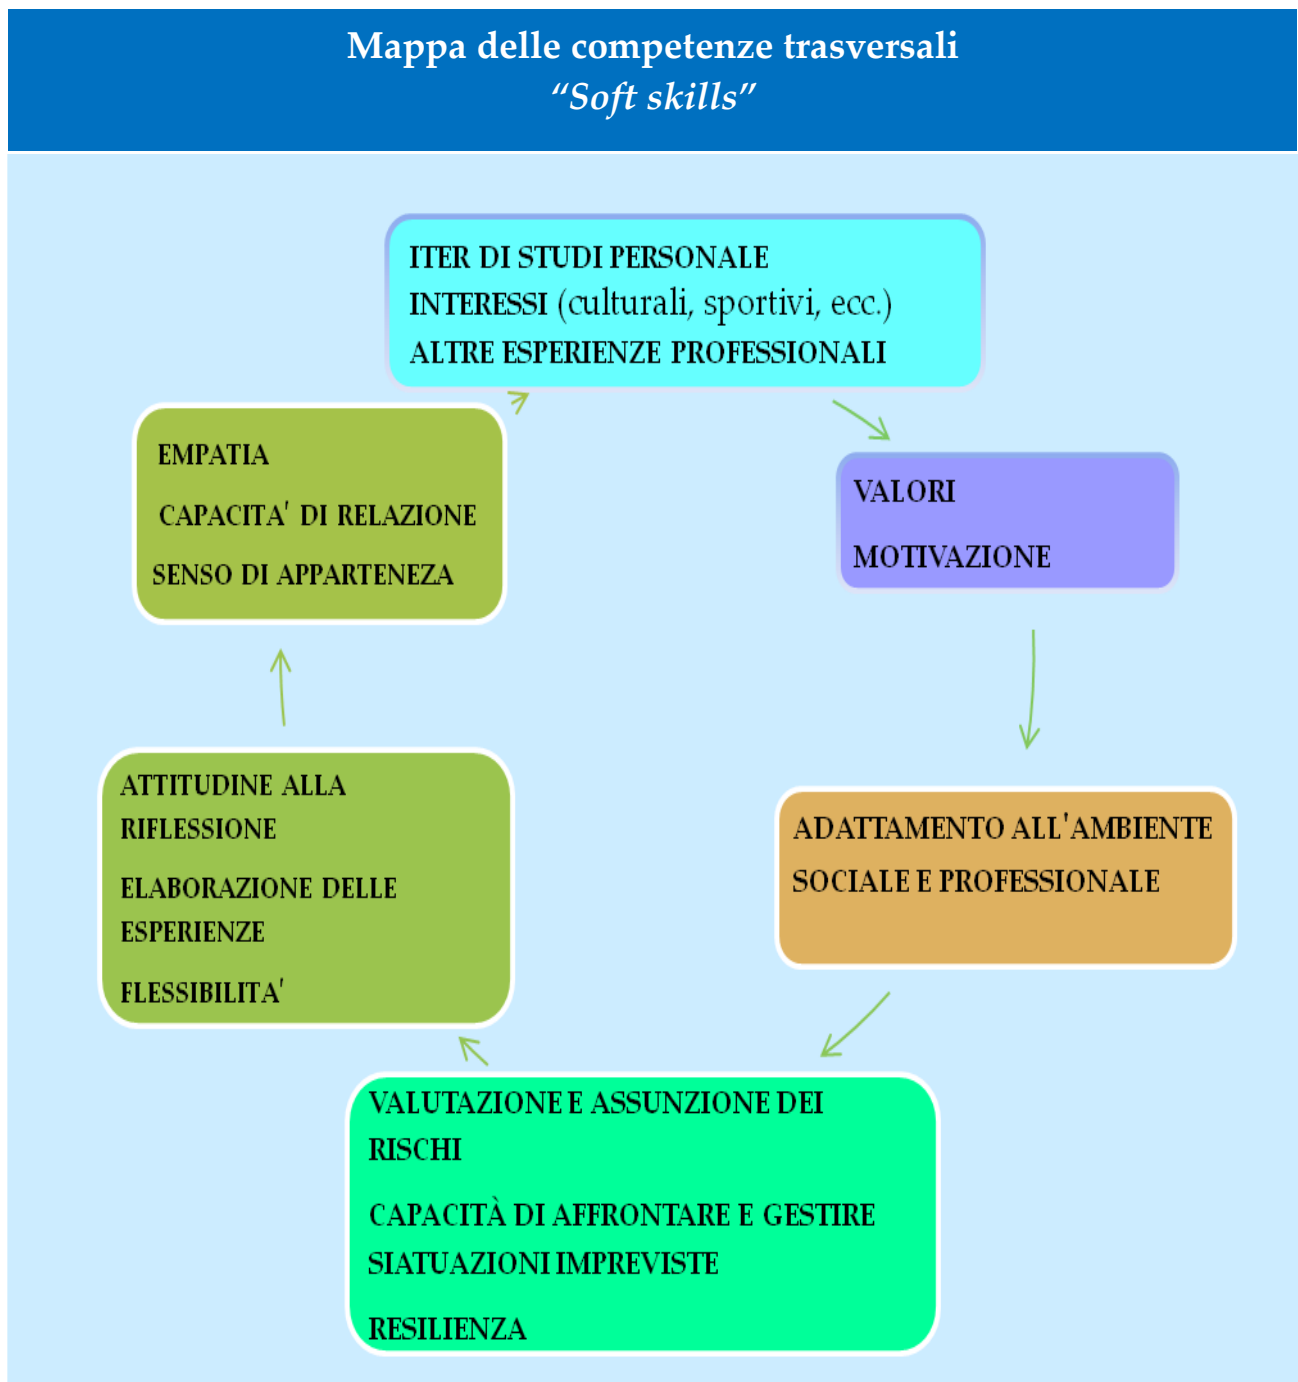 Mappa delle competenze trasversali
“Soft skills”
ITER DI STUDI PERSONALE
INTERESSI (culturali, sportivi, ecc.)
ALTRE ESPERIENZE PROFESSIONALI
VALORI
MOTIVAZIONE
ADATTAMENTO ALL'AMBIENTE
SOCIALE E PROFESSIONALE
VALUTAZIONE E ASSUNZIONE DEI
RISCHI
CAPACITÀ DI AFFRONTARE E GESTIRE
SIATUAZIONI IMPREVISTE
RESILIENZA
ATTITUDINE ALLA
RIFLESSIONE
ELABORAZIONE DELLE
ESPERIENZE
FLESSIBILITA'
EMPATIA
CAPACITA' DI RELAZIONE
SENSO DI APPARTENEZA